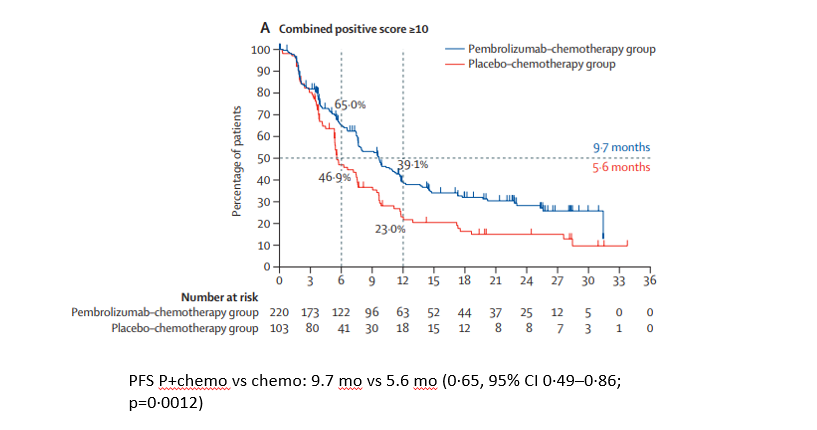 A Combined positive score ≥10
Pembrolizumab–chemotherapy group
Placebo–chemotherapy group
Percentage of patients
100
90
80
70
60
50
40
30
20
10
0
65·0%
46·9%
39·1%
23·0%
9·7 months
5·6 months
0 3 6 9 12 15 18 21 24 27 30 33 36
Number at risk
Pembrolizumab–chemotherapy group 220 173 122 96 63 52 44 37 25 12 5 0 0
Placebo–chemotherapy group 103 80 41 30 18 15 12 8 8 7 3 1 0
PFS P+chemo vs chemo: 9.7 mo vs 5.6 mo (0·65, 95% CI 0·49–0·86;
p=0·0012)